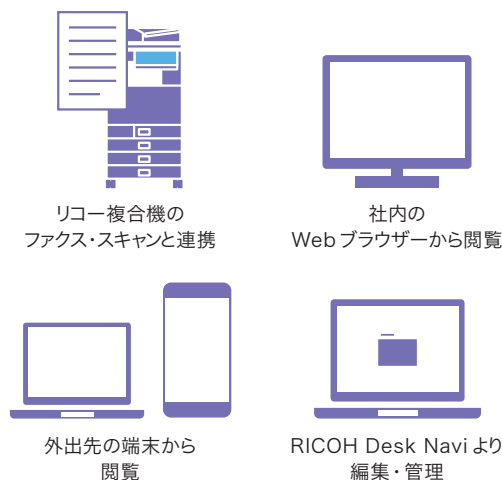 リコー複合機の
ファクス・スキャンと連携
社内の
Webブラウザーから閲覧
外出先の端末から
閲覧
RICOH Desk Naviより
編集・管理